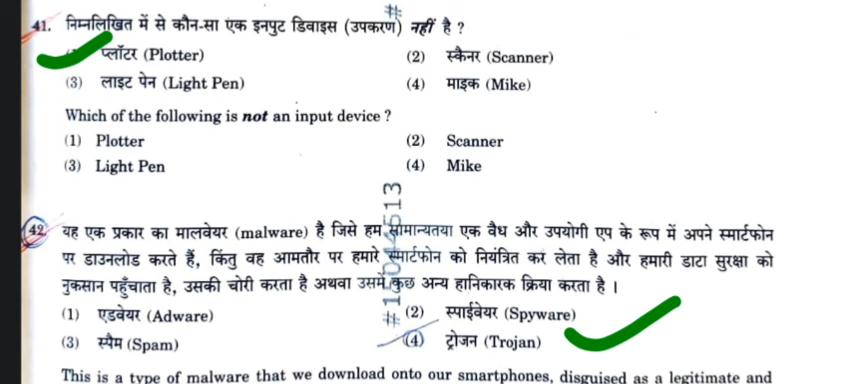 41. निम्नलिखित में से कौन-सा एक इनपुट डिवाइस (उपकरण) नहीं है ?
प्लॉटर (Plotter) (2) स्कैनर (Scanner)
(3) लाइट पेन (Light Pen) (4) माइक (Mike)
Which of the following is not an input device ?
(1) Plotter (2) Scanner
(3) Light Pen (4) Mike
42. यह एक प्रकार का मालवेयर (malware) है जिसे हम सामान्यतया एक वैध और उपयोगी एप के रूप में अपने स्मार्टफोन
पर डाउनलोड करते हैं, किंतु वह आमतौर पर हमारे स्मार्टफोन को नियंत्रित कर लेता है और हमारी डाटा सुरक्षा को
नुकसान पहुँचाता है, उसकी चोरी करता है अथवा उसमें कुछ अन्य हानिकारक क्रिया करता है ।
(1) एडवेयर (Adware) (2) स्पाईवेयर (Spyware)
(3) स्पैम (Spam) (4) ट्रोजन (Trojan)
This is a type of malware that we download onto our smartphones, disguised as a legitimate and